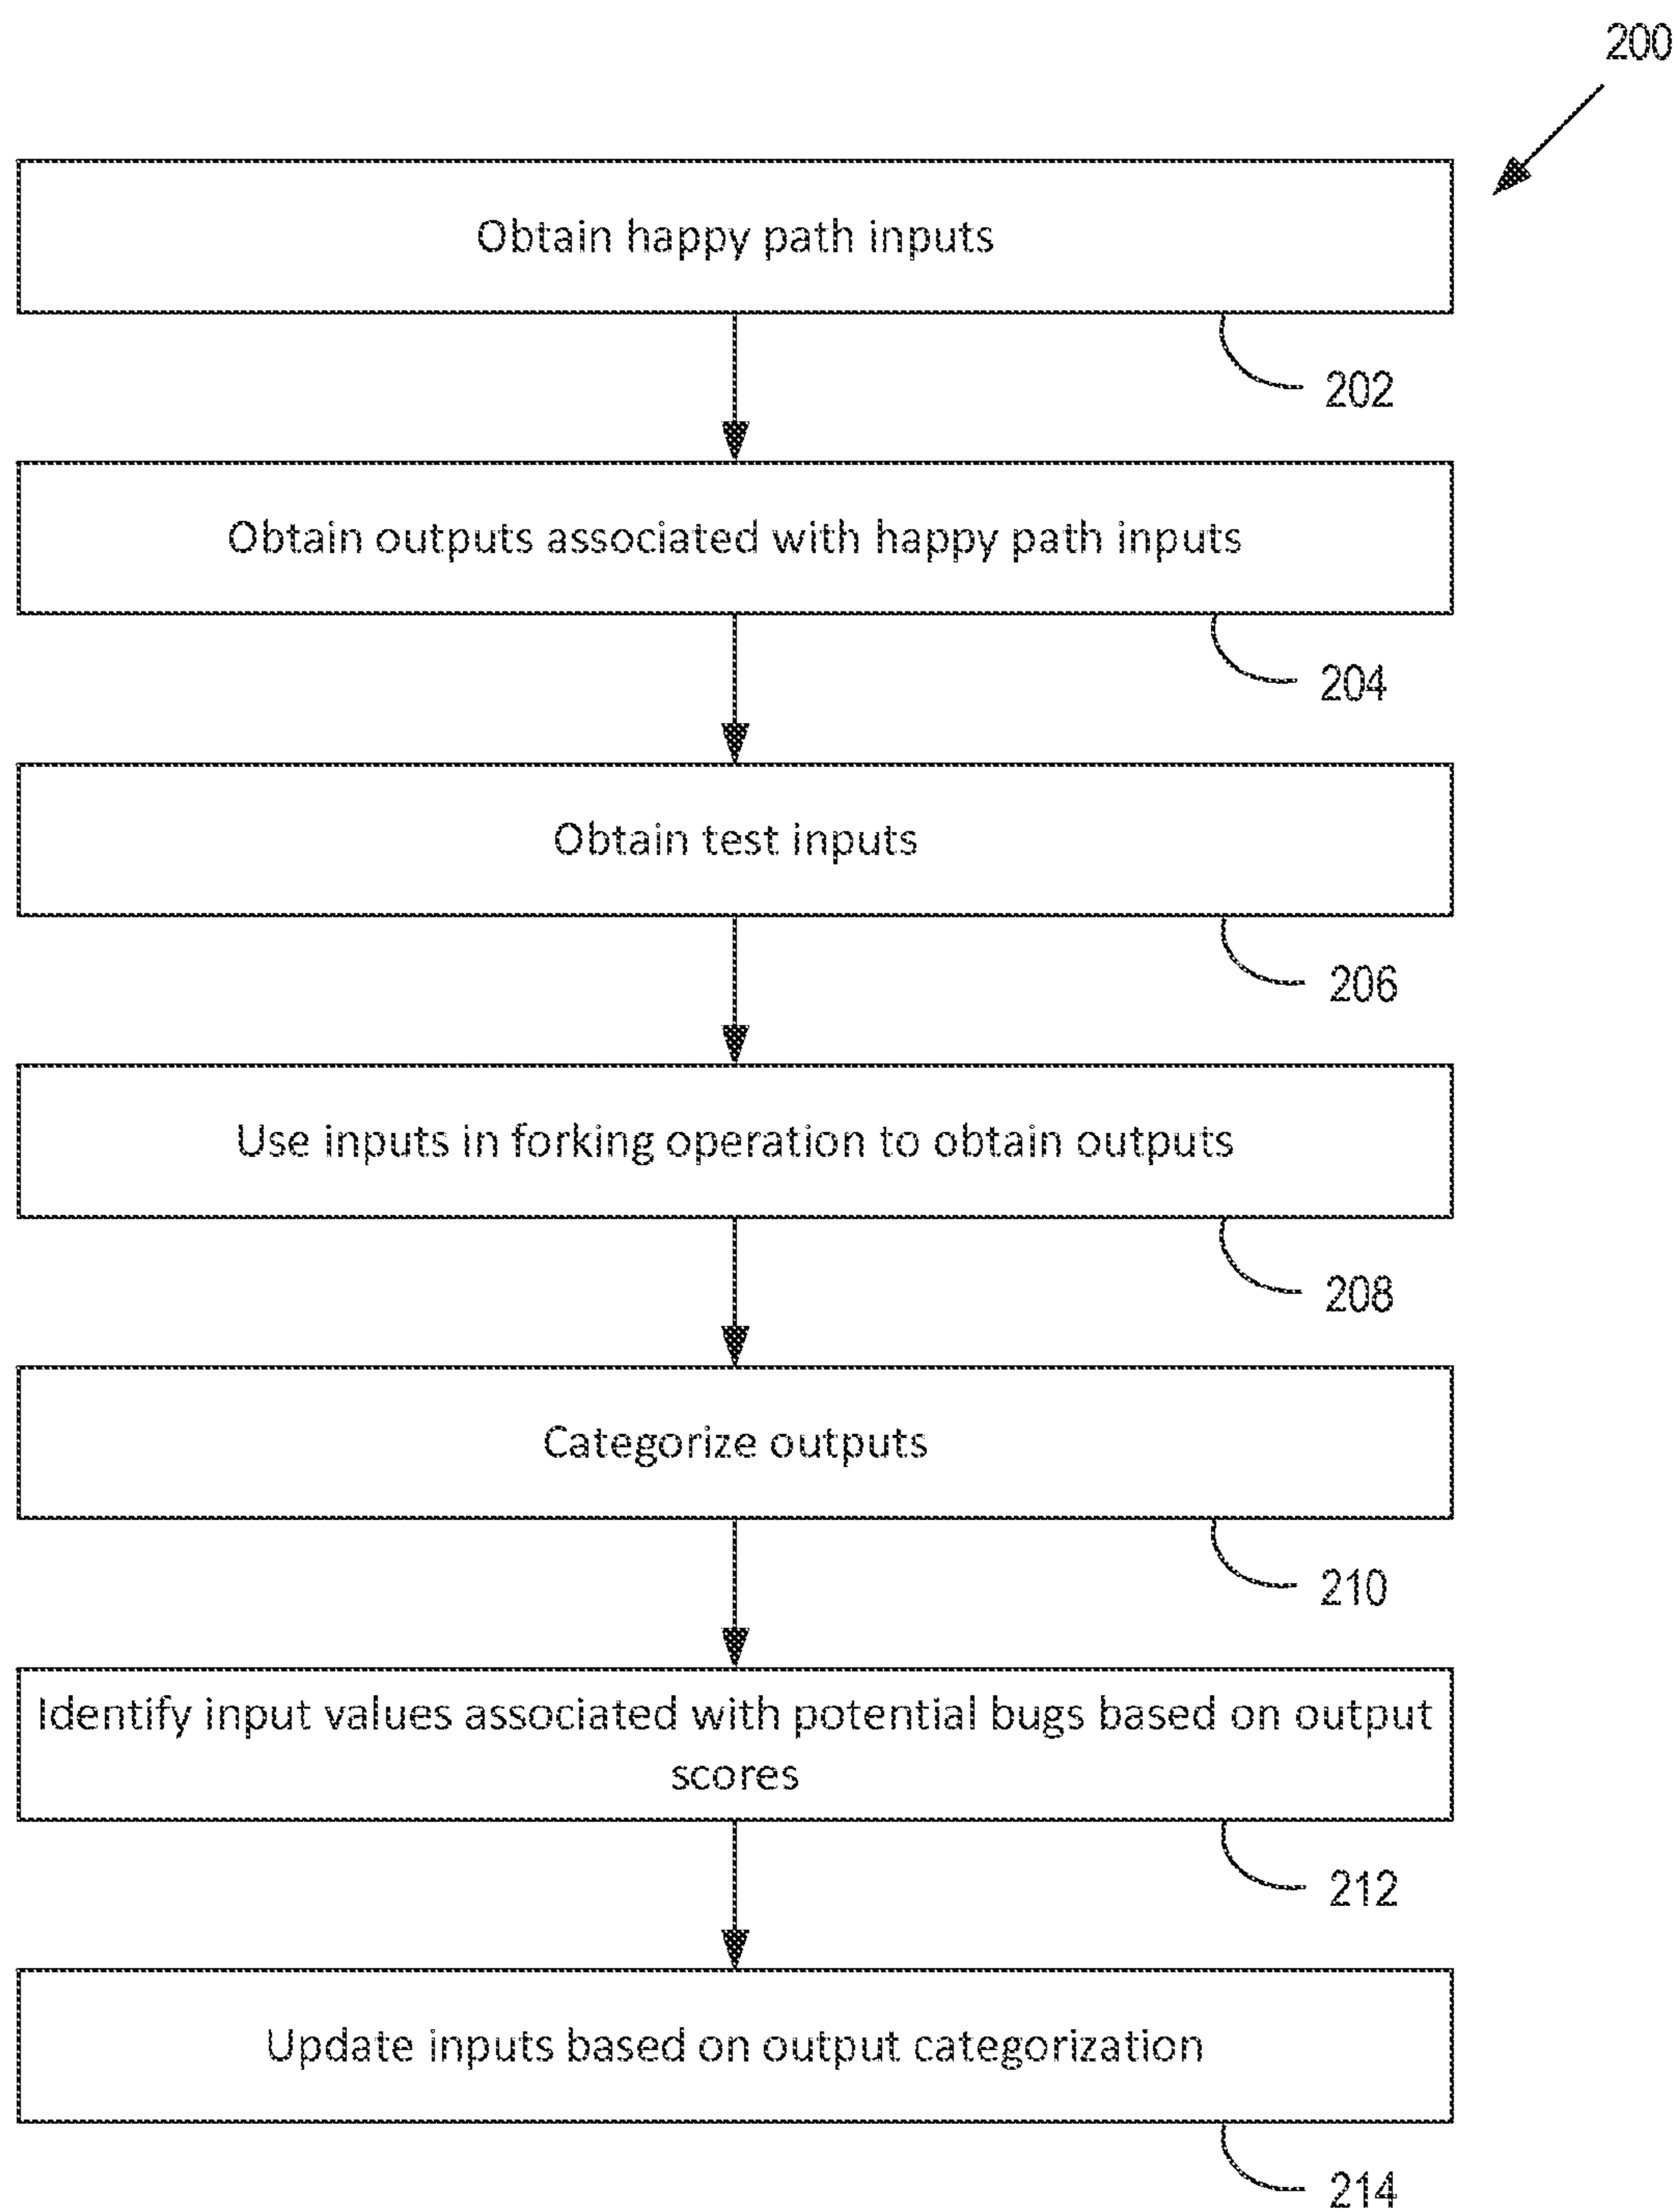 200
Obtain happy path inputs
202
Obtain outputs associated with happy path inputs
204
Obtain test inputs
206
Use inputs in forking operation to obtain outputs
208
Categorize outputs
210
Identify input values associated with potential bugs based on output
scores
212
Update inputs based on output categorization
214